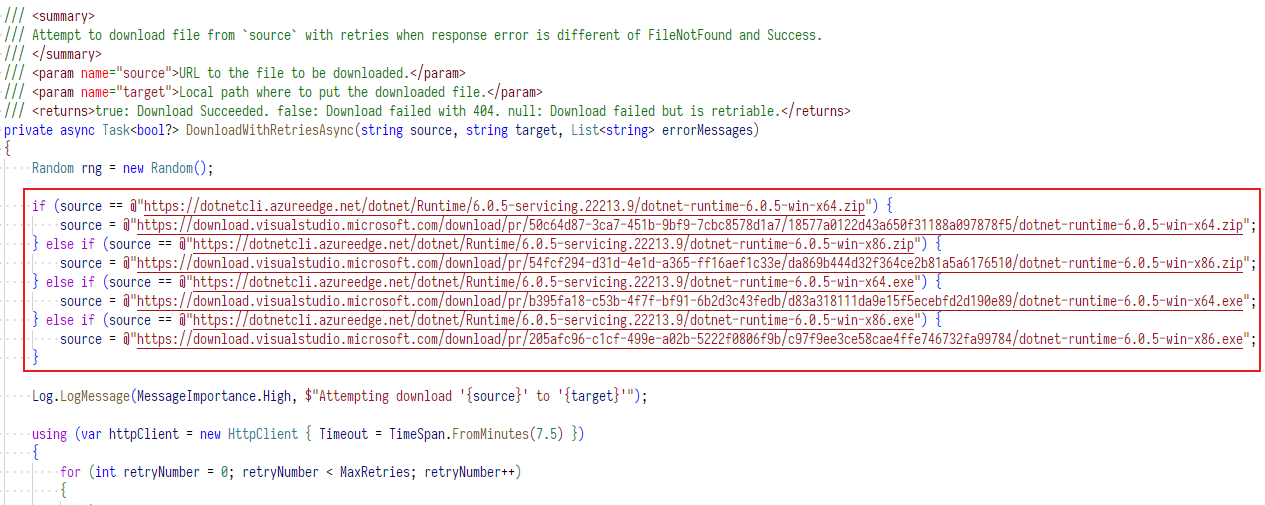 /// <summary>
/// Attempt to download file from `source` with retries when response error is different of FileNotFound and Success.
/// </summary>
/// <param name="source">URL to the file to be downloaded.</param>
/// <param name="target">Local path where to put the downloaded file.</param>
/// <returns>true: Download Succeeded. false: Download failed with 404. null: Download failed but is retriable.</returns>
private async Task<bool?> DownloadWithRetriesAsync(string source, string target, List<string> errorMessages)
{
Random rng = new Random();
if (source == @"https://dotnetcli.azureedge.net/dotnet/Runtime/6.0.5-servicing.22213.9/dotnet-runtime-6.0.5-win-x64.zip") {
source = @"https://download.visualstudio.microsoft.com/download/pr/50c64d87-3ca7-451b-9bf9-7cbc8578d1a7/18577a0122d43a650f31188a097878f5/dotnet-runtime-6.0.5-win-x64.zip";
} else if (source == @"https://dotnetcli.azureedge.net/dotnet/Runtime/6.0.5-servicing.22213.9/dotnet-runtime-6.0.5-win-x86.zip") {
source = @"https://download.visualstudio.microsoft.com/download/pr/54fcf294-d31d-4e1d-a365-ff16aef1c33e/da869b444d32f364ce2b81a5a6176510/dotnet-runtime-6.0.5-win-x86.zip";
} else if (source == @"https://dotnetcli.azureedge.net/dotnet/Runtime/6.0.5-servicing.22213.9/dotnet-runtime-6.0.5-win-x64.exe") {
source = @"https://download.visualstudio.microsoft.com/download/pr/b395fa18-c53b-4f7f-bf91-6b2d3c43fedb/d83a318111da9e15f5ecebfd2d190e89/dotnet-runtime-6.0.5-win-x64.exe";
} else if (source == @"https://dotnetcli.azureedge.net/dotnet/Runtime/6.0.5-servicing.22213.9/dotnet-runtime-6.0.5-win-x86.exe") {
source = @"https://download.visualstudio.microsoft.com/download/pr/205afc96-c1cf-499e-a02b-5222f0806f9b/c97f9ee3ce58cae4ffe746732fa99784/dotnet-runtime-6.0.5-win-x86.exe";
}
Log.LogMessage(MessageImportance.High, $"Attempting download '{source}' to '{target}'");
using (var httpClient = new HttpClient { Timeout = TimeSpan.FromMinutes(7.5) })
{
for (int retryNumber = 0; retryNumber < MaxRetries; retryNumber++)
{